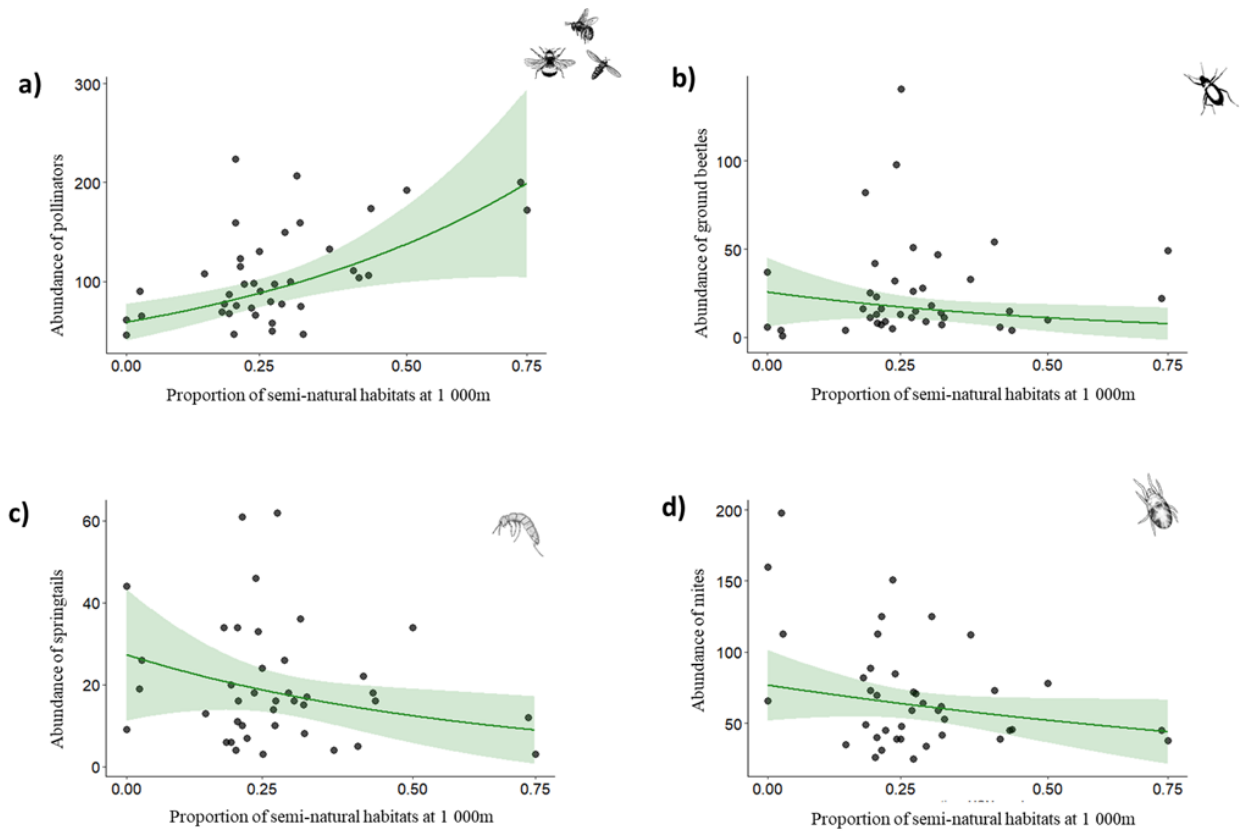 a)
300
200
100
Abundance of pollinators
0.00
0.25
0.50
0.75
Proportion of semi-natural habitats at 1 000m
b)
100
50
0
Abundance of ground beetles
0.00
0.25
0.50
0.75
Proportion of semi-natural habitats at 1 000m
c)
60
40
20
0
Abundance of springtails
0.00
0.25
0.50
0.75
Proportion of semi-natural habitats at 1 000m
d)
200
150
100
50
Abundance of mites
0.00
0.25
0.50
0.75
Proportion of semi-natural habitats at 1 000m